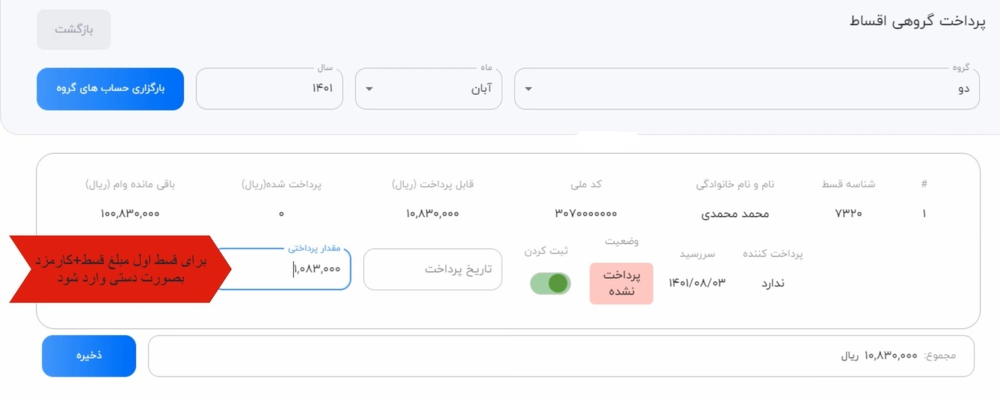 پرداخت گروهی اقساط
بازگشت
گروه
دو
ماه
آبان
سال
۱۴۰۱
بارگزاری حساب های گروه
#
شناسه قسط
نام و نام خانوادگی
کد ملی
قابل پرداخت (ریال)
پرداخت شده(ریال)
باقی مانده وام (ریال)
۱
۷۳۲۰
محمد محمدی
۳۰۷۰۰۰۰۰۰۰
۱۰,۸۳۰,۰۰۰
۰
۱۰۰,۸۳۰,۰۰۰
پرداخت کننده
ندارد
سررسید
۱۴۰۱/۰۸/۰۳
وضعیت
پرداخت
نشده
ثبت کردن
تاریخ پرداخت
مقدار پرداختی
۱,۰۸۳,۰۰۰
برای قسط اول مبلغ قسط+کارمزد
بصورت دستی وارد شود
مجموع: ۱۰,۸۳۰,۰۰۰ ریال
ذخیره